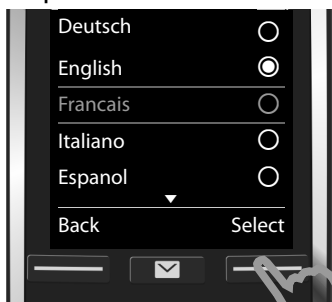 Deutsch
English
Francais
Italiano
Espanol
Back Select